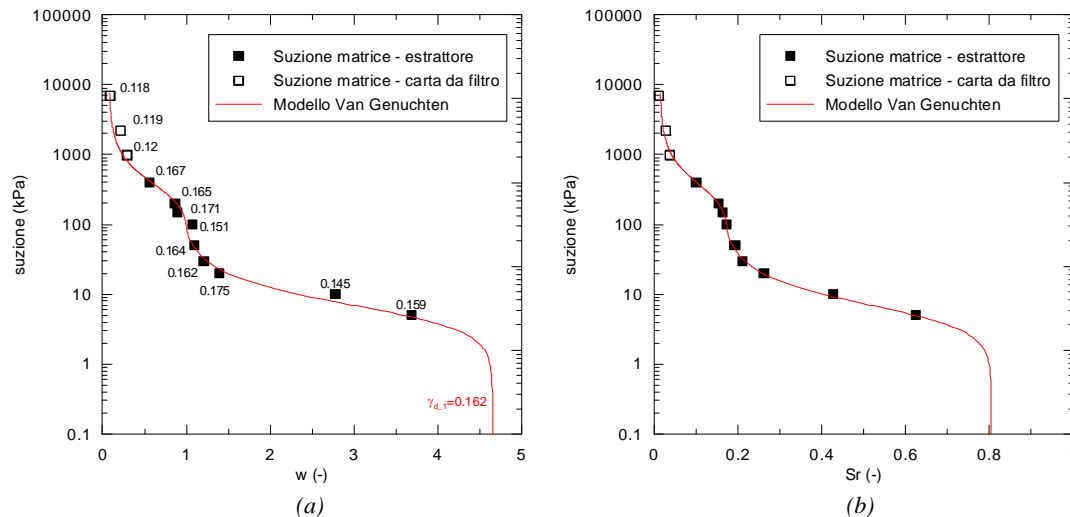 100000
10000
1000
100
10
1
0.1
suzione (kPa)
Suzione matrice - estrattore
Suzione matrice - carta da filtro
Modello Van Genuchten
0.118
0.119
0.12
0.167
0.165
0.171
0.151
0.164
0.162
0.175
0.145
0.159
γd_1=0.162
0 1 2 3 4 5
w (-)
(a)
100000
10000
1000
100
10
1
0.1
suzione (kPa)
Suzione matrice - estrattore
Suzione matrice - carta da filtro
Modello Van Genuchten
0 0.2 0.4 0.6 0.8
Sr (-)
(b)